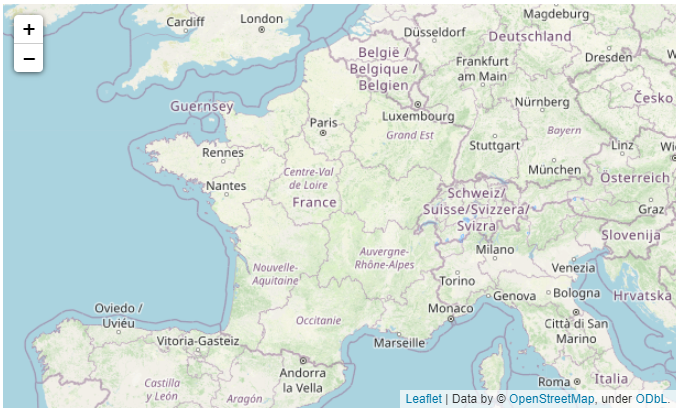 +
−
Cardiff
London
Magdeburg
Düsseldorf
Deutschland
België /
Belgique /
Belgien
Frankfurt
am Main
Dresden
Guernsey
Luxembourg
Nürnberg
Česko
Paris
Grand Est
Bayern
Rennes
Stuttgart
Linz
Wi
Centre-Val
de Loire
München
Nantes
France
Schweiz/
Suisse/Svizzera/
Svizra
Österreich
Graz
Slovenija
Auvergne-
Rhône-Alpes
Milano
Nouvelle-
Aquitaine
Torino
Venezia
Genova
Bologna
Hrvatska
Oviedo /
Uviéu
Occitanie
Monaco
Vitoria-Gasteiz
Marseille
Città di San
Marino
Andorra
la Vella
Castilla
y León
Aragón
Roma
Italia
Leaflet | Data by © OpenStreetMap, under ODbL.